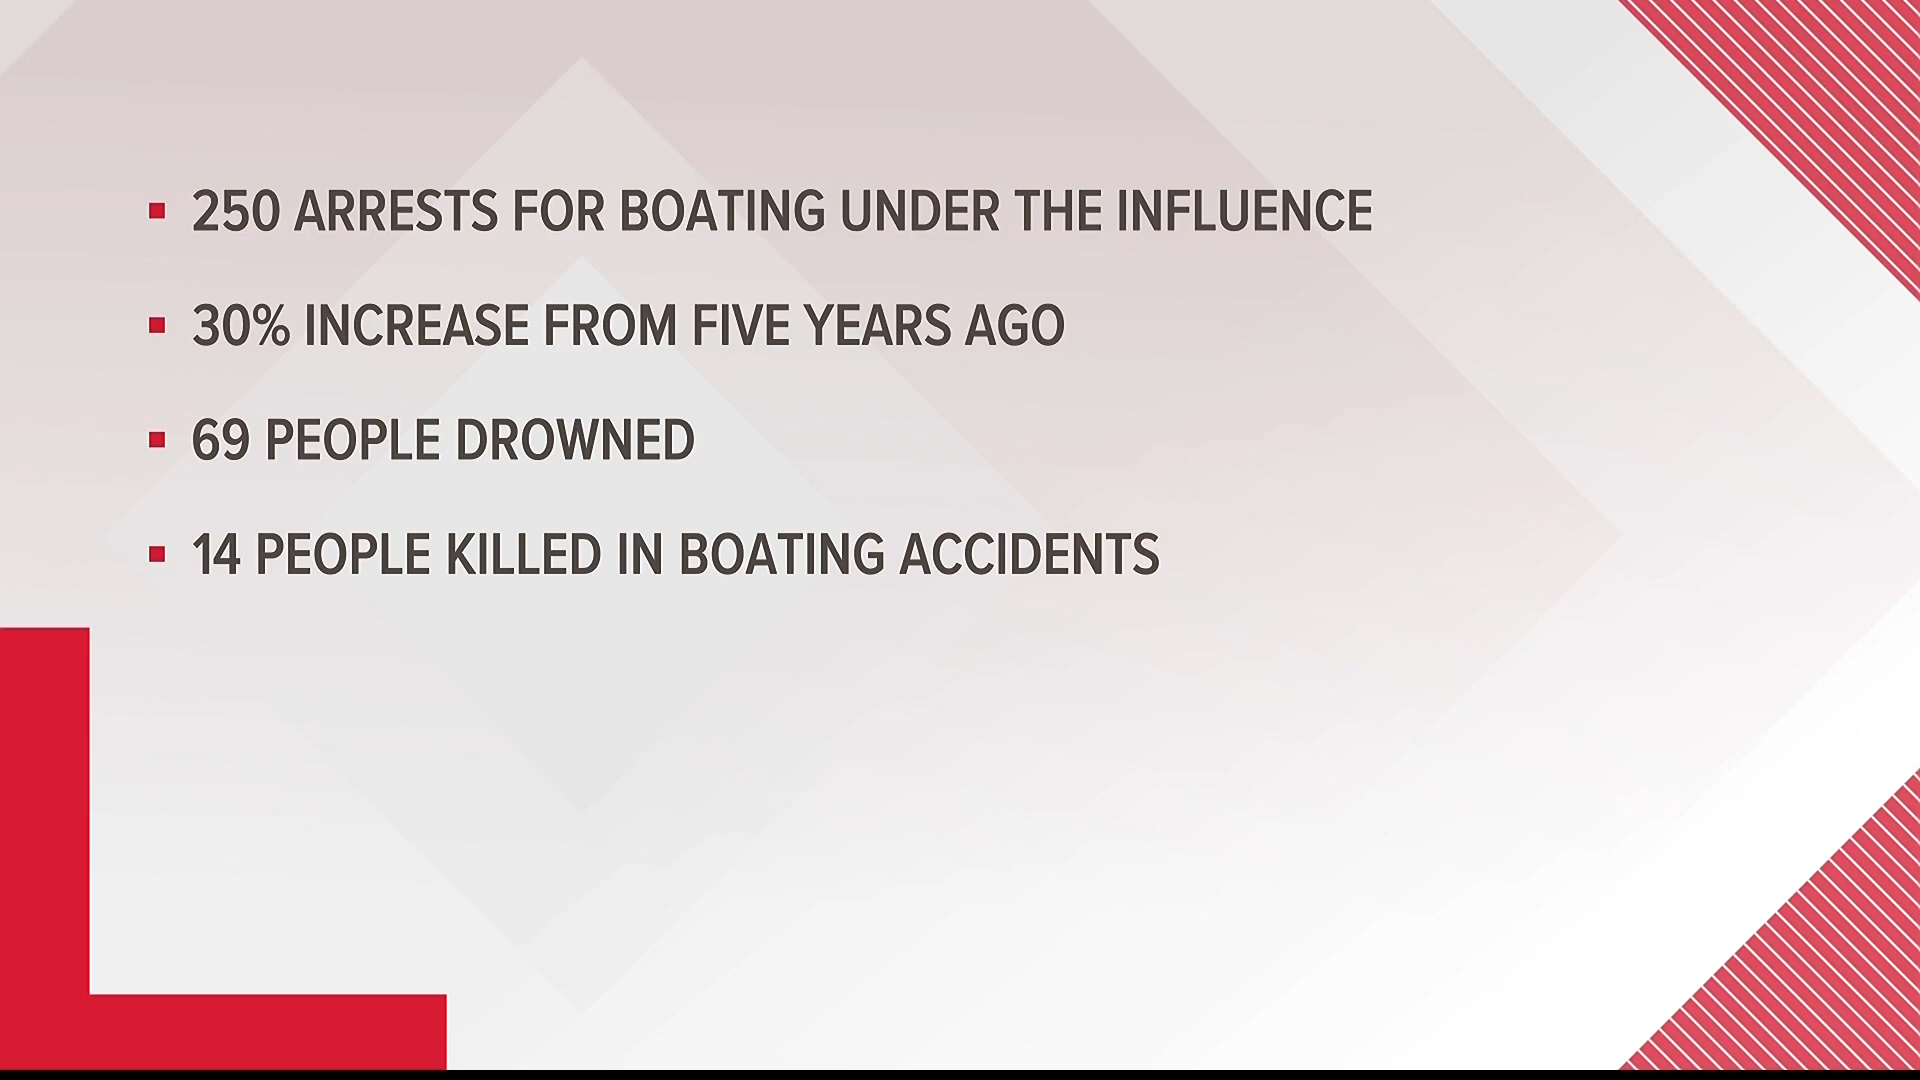 250 ARRESTS FOR BOATING UNDER THE INFLUENCE
30% INCREASE FROM FIVE YEARS AGO
69 PEOPLE DROWNED
14 PEOPLE KILLED IN BOATING ACCIDENTS